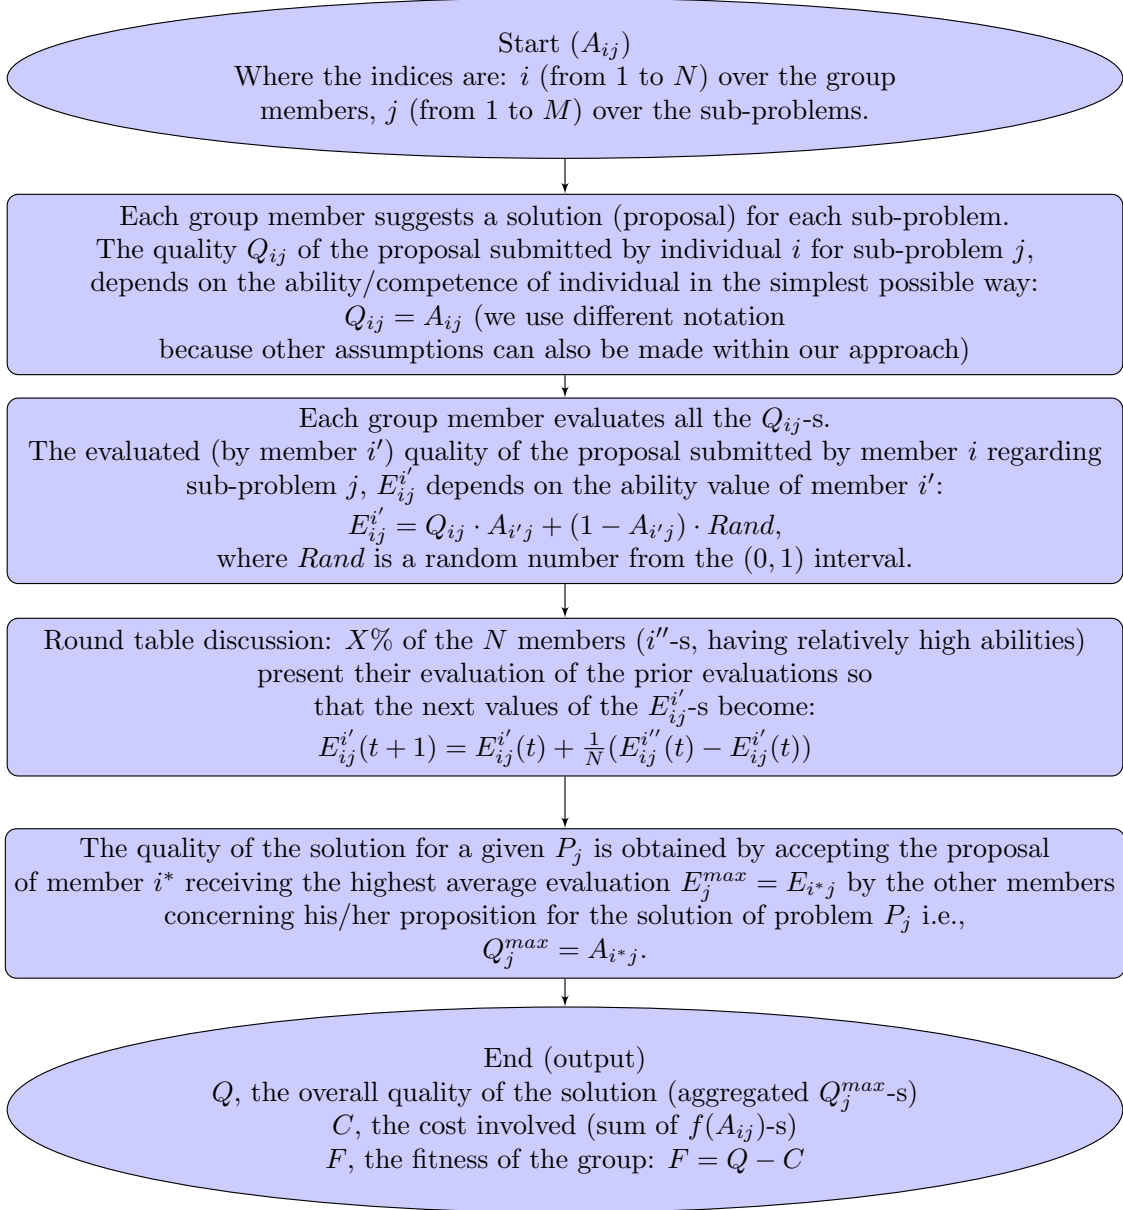 Start ($A_{ij}$)
Where the indices are: $i$ (from 1 to $N$) over the group
members, $j$ (from 1 to $M$) over the sub-problems.
Each group member suggests a solution (proposal) for each sub-problem.
The quality $Q_{ij}$ of the proposal submitted by individual $i$ for sub-problem $j$,
depends on the ability/competence of individual in the simplest possible way:
$Q_{ij} = A_{ij}$ (we use different notation
because other assumptions can also be made within our approach)
Each group member evaluates all the $Q_{ij}$-s.
The evaluated (by member $i'$) quality of the proposal submitted by member $i$ regarding
sub-problem $j$, $E_{ij}^{i'}$ depends on the ability value of member $i'$:
$E_{ij}^{i'} = Q_{ij} \cdot A_{i'j} + (1 - A_{i'j}) \cdot Rand$,
where $Rand$ is a random number from the $(0, 1)$ interval.
Round table discussion: $X\%$ of the $N$ members ($i''$-s, having relatively high abilities)
present their evaluation of the prior evaluations so
that the next values of the $E_{ij}^{i'}$-s become:
$E_{ij}^{i'}(t+1) = E_{ij}^{i'}(t) + \frac{1}{N}(E_{ij}^{i''}(t) - E_{ij}^{i'}(t))$
The quality of the solution for a given $P_j$ is obtained by accepting the proposal
of member $i^*$ receiving the highest average evaluation $E_j^{max} = E_{i^*j}$ by the other members
concerning his/her proposition for the solution of problem $P_j$ i.e.,
$Q_j^{max} = A_{i^*j}$.
End (output)
$Q$, the overall quality of the solution (aggregated $Q_j^{max}$-s)
$C$, the cost involved (sum of $f(A_{ij})$-s)
$F$, the fitness of the group: $F = Q - C$